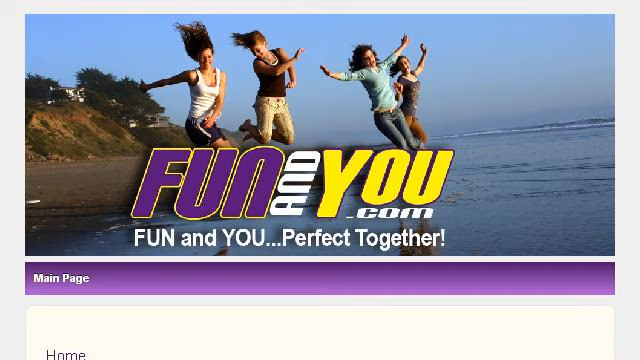 FUN AND YOU
.com
FUN and YOU...Perfect Together!
Main Page
Home